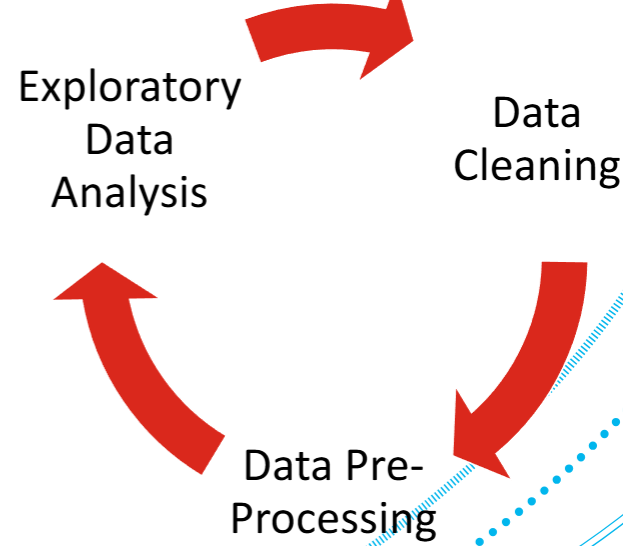 Exploratory
Data
Analysis
Data
Cleaning
Data Pre-
Processing